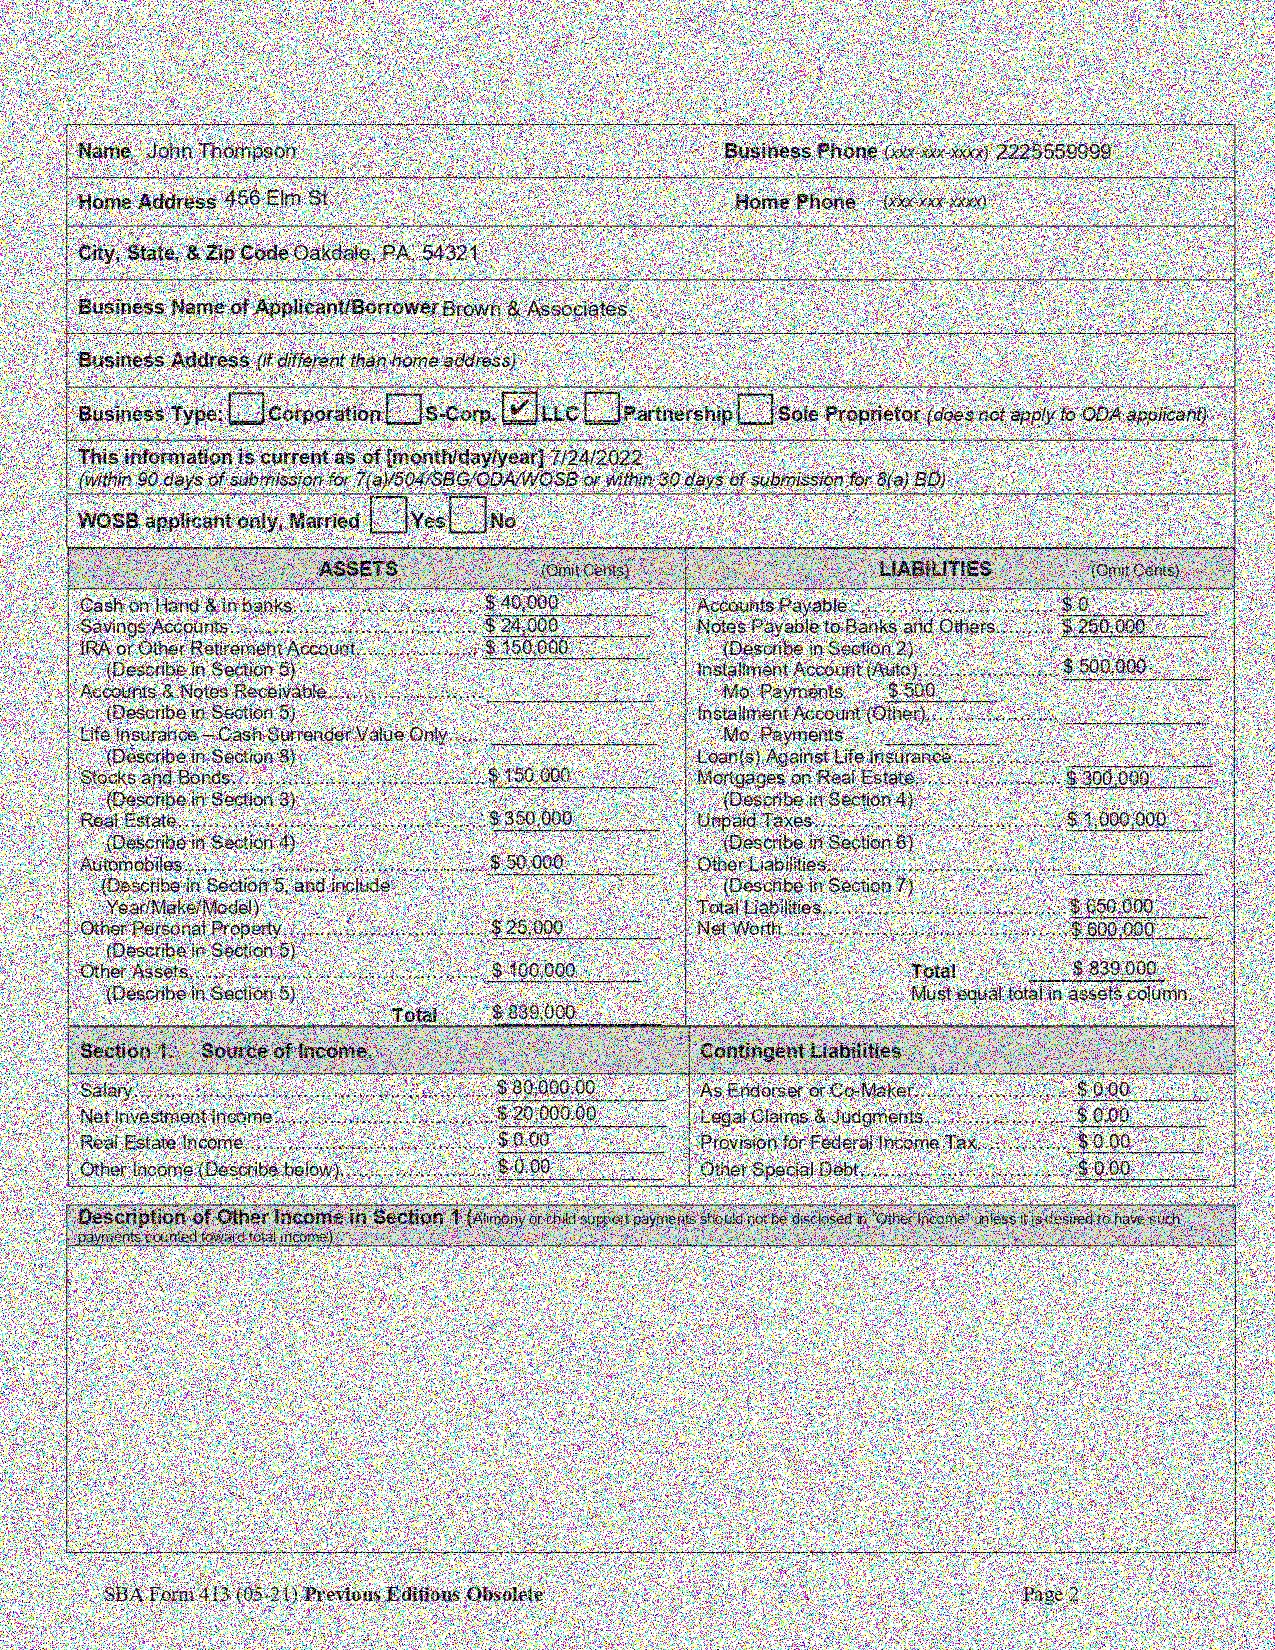 Name John Thompson Business Phone (xxx-xxx-xxxx) 2225559999
Home Address 456 Elm St Home Phone (xxx-xxx-xxxx)
City, State, & Zip Code Oakdale, PA, 54321
Business Name of Applicant/Borrower Brown & Associates
Business Address (if different than home address)
Business Type: Corporation S-Corp. ✔ LLC Partnership Sole Proprietor (does not apply to ODA applicant)
This information is current as of [month/day/year] 7/24/2022
(within 90 days of submission for 7(a)/504/SBG/ODA/WOSB or within 30 days of submission for 8(a) BD)
WOSB applicant only, Married Yes No
ASSETS (Omit Cents)
Cash on Hand & in banks $ 40,000
Savings Accounts $ 24,000
IRA or Other Retirement Account $ 150,000
(Describe in Section 5)
Accounts & Notes Receivable
(Describe in Section 5)
Life Insurance – Cash Surrender Value Only
(Describe in Section 8)
Stocks and Bonds $ 150,000
(Describe in Section 3)
Real Estate $ 350,000
(Describe in Section 4)
Automobiles $ 50,000
(Describe in Section 5, and include
Year/Make/Model)
Other Personal Property $ 25,000
(Describe in Section 5)
Other Assets $ 100,000
(Describe in Section 5)
Total $ 839,000
LIABILITIES (Omit Cents)
Accounts Payable $ 0
Notes Payable to Banks and Others $ 250,000
(Describe in Section 2)
Installment Account (Auto) $ 500,000
Mo. Payments $ 500
Installment Account (Other)
Mo. Payments
Loan(s) Against Life Insurance
Mortgages on Real Estate $ 300,000
(Describe in Section 4)
Unpaid Taxes $ 1,000,000
(Describe in Section 6)
Other Liabilities
(Describe in Section 7)
Total Liabilities $ 650,000
Net Worth $ 600,000
Total $ 839,000
Must equal total in assets column.
Section 1. Source of Income.
Salary $ 80,000.00
Net Investment Income $ 20,000.00
Real Estate Income $ 0.00
Other Income (Describe below) $ 0.00
Contingent Liabilities
As Endorser or Co-Maker $ 0.00
Legal Claims & Judgments $ 0.00
Provision for Federal Income Tax $ 0.00
Other Special Debt $ 0.00
Description of Other Income in Section 1 (Alimony or child support payments should not be disclosed in "Other Income" unless it is desired to have such
payments counted toward total income)
SBA Form 413 (05-21) Previous Editions Obsolete Page 2